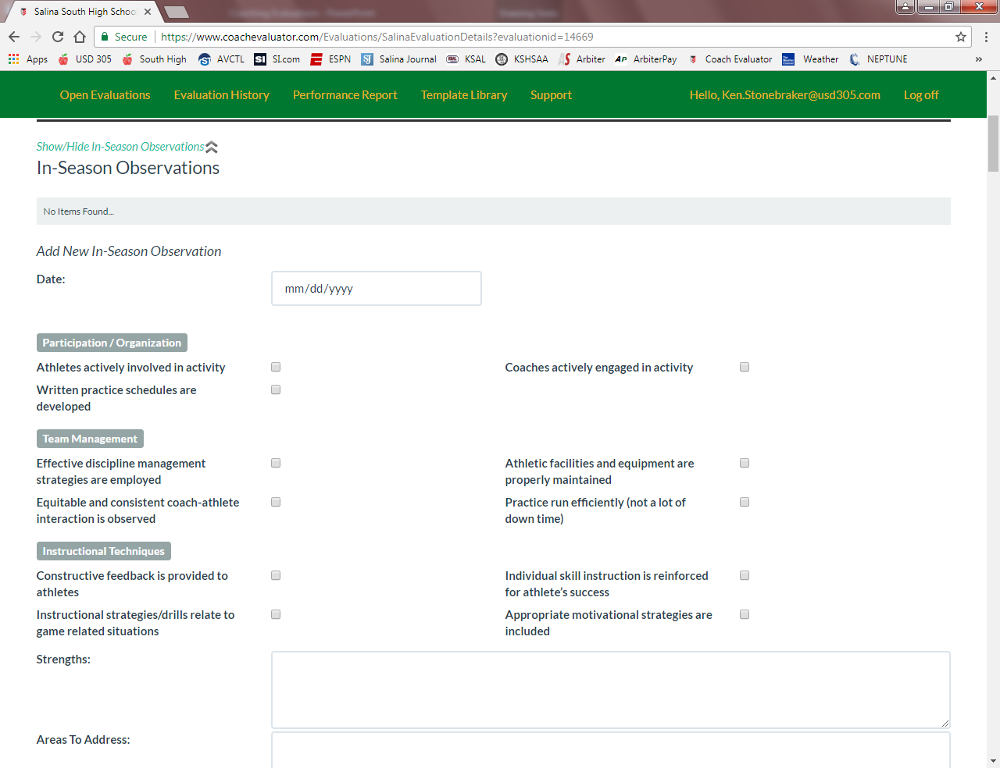 Salina South High School
Secure https://www.coachevaluator.com/Evaluations/SalinaEvaluationDetails?evaluationid=14669
Apps USD 305 South High AVCTL SI SI.com ESPN SJ Salina Journal KSAL KSHSAA Arbiter AP ArbiterPay Coach Evaluator Weather NEPTUNE »
Open Evaluations Evaluation History Performance Report Template Library Support Hello, Ken.Stonebraker@usd305.com Log off
Show/Hide In-Season Observations
In-Season Observations
No Items Found...
Add New In-Season Observation
Date:
mm/dd/yyyy
Participation / Organization
Athletes actively involved in activity
Coaches actively engaged in activity
Written practice schedules are
developed
Team Management
Effective discipline management
strategies are employed
Athletic facilities and equipment are
properly maintained
Equitable and consistent coach-athlete
interaction is observed
Practice run efficiently (not a lot of
down time)
Instructional Techniques
Constructive feedback is provided to
athletes
Individual skill instruction is reinforced
for athlete’s success
Instructional strategies/drills relate to
game related situations
Appropriate motivational strategies are
included
Strengths:
Areas To Address: